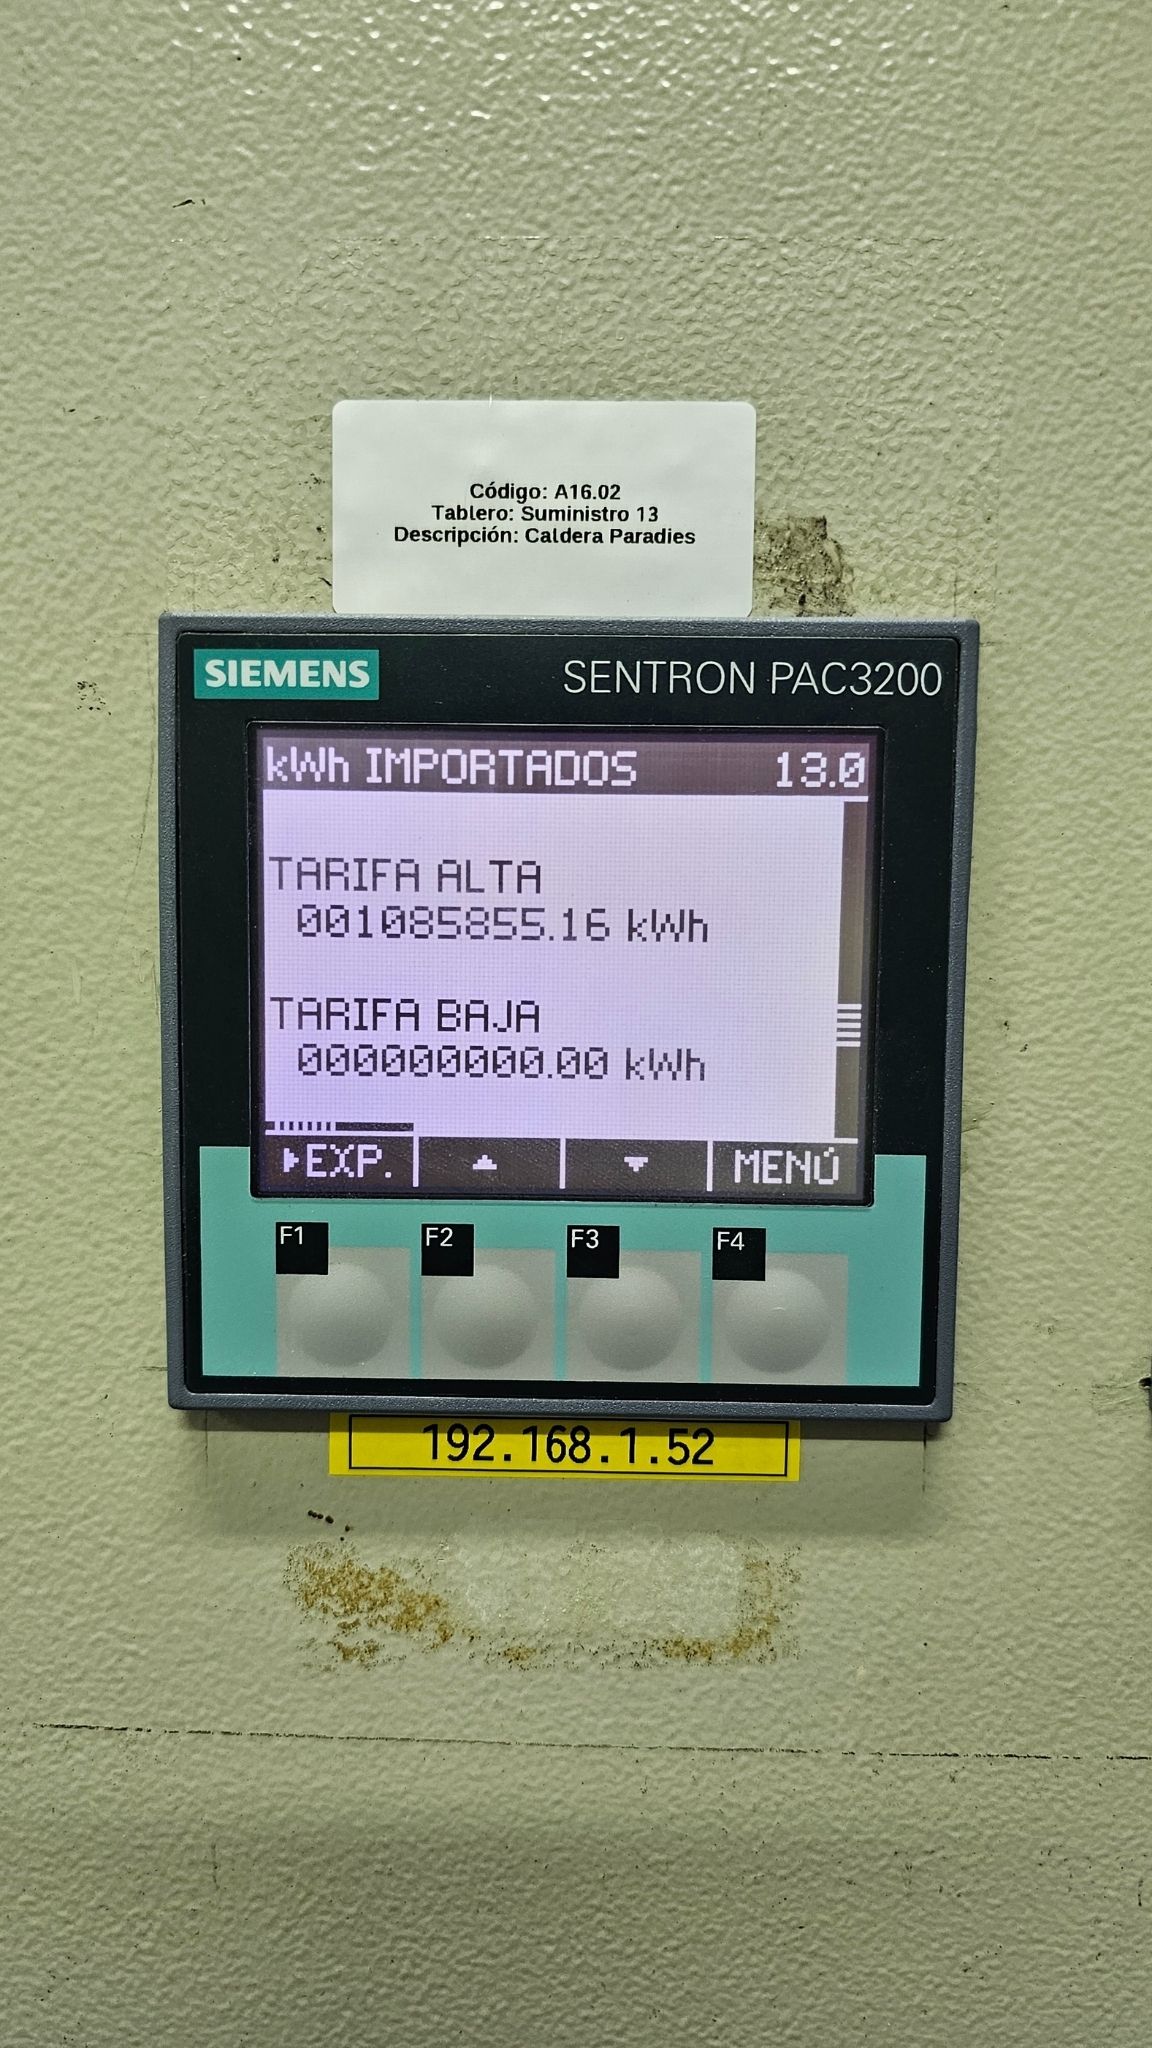 Código: A16.02
Tablero: Suministro 13
Descripción: Caldera Paradies
SIEMENS
SENTRON PAC3200
kWh IMPORTADOS 13.0
TARIFA ALTA
001085855.16 kWh
TARIFA BAJA
000000000.00 kWh
▸EXP. ▲ ▼ MENÚ
F1 F2 F3 F4
192.168.1.52